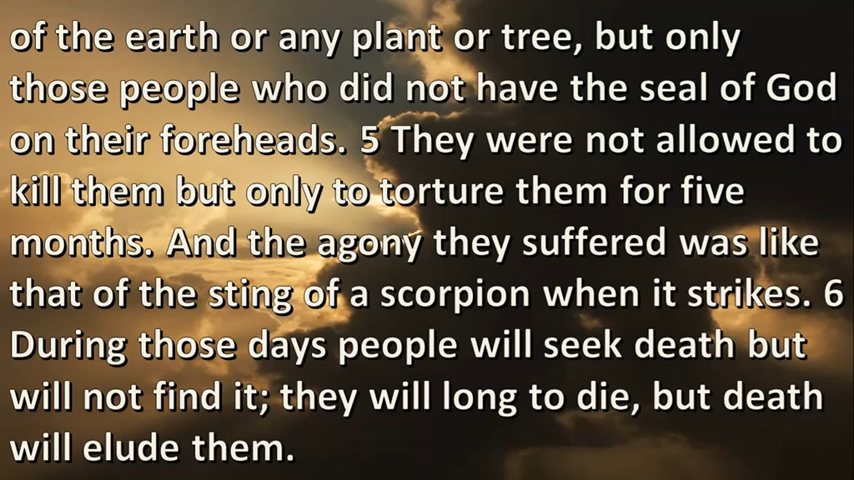 of the earth or any plant or tree, but only
those people who did not have the seal of God
on their foreheads. 5 They were not allowed to
kill them but only to torture them for five
months. And the agony they suffered was like
that of the sting of a scorpion when it strikes. 6
During those days people will seek death but
will not find it; they will long to die, but death
will elude them.